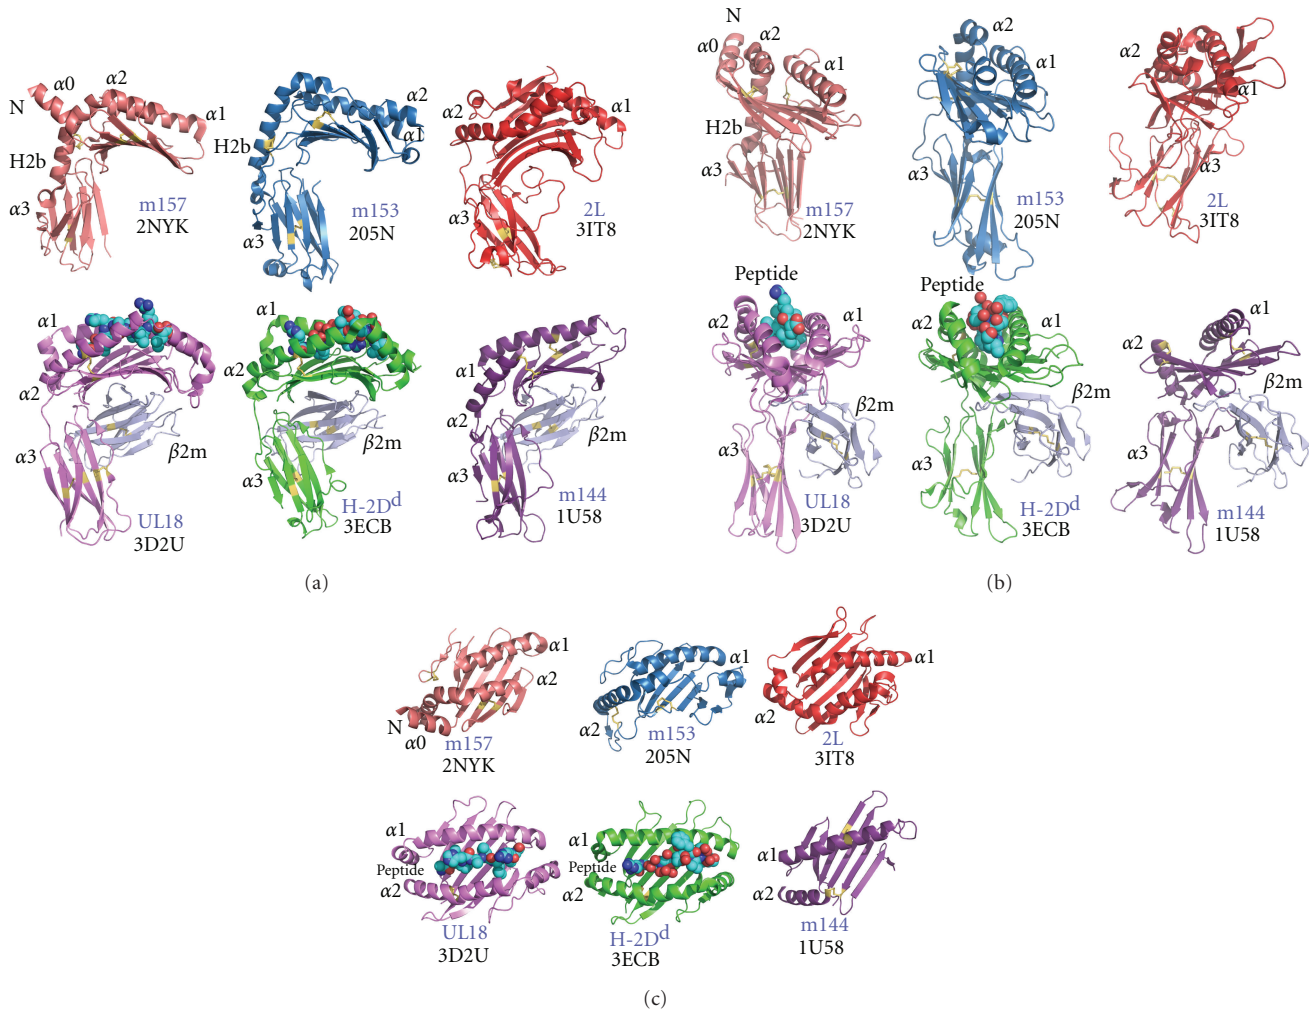 N
α0
α2
α1
H2b
α3
m157
2NYK
α2
α1
H2b
α3
m153
205N
α2
α1
α3
2L
3IT8
α1
α2
α3
β2m
UL18
3D2U
α1
α2
α3
β2m
H-2Dᵈ
3ECB
α1
α2
α3
m144
1U58
(a)
N
α0
α2
α1
H2b
α3
m157
2NYK
α2
α1
α3
m153
205N
α2
α1
α3
2L
3IT8
Peptide
α2
α1
β2m
α3
UL18
3D2U
Peptide
α2
α1
β2m
α3
H-2Dᵈ
3ECB
α1
α2
β2m
α3
m144
1U58
(b)
α1
α2
N
α0
m157
2NYK
α1
α2
m153
205N
α1
α2
2L
3IT8
α1
Peptide
α2
UL18
3D2U
α1
Peptide
α2
H-2Dᵈ
3ECB
α1
α2
m144
1U58
(c)